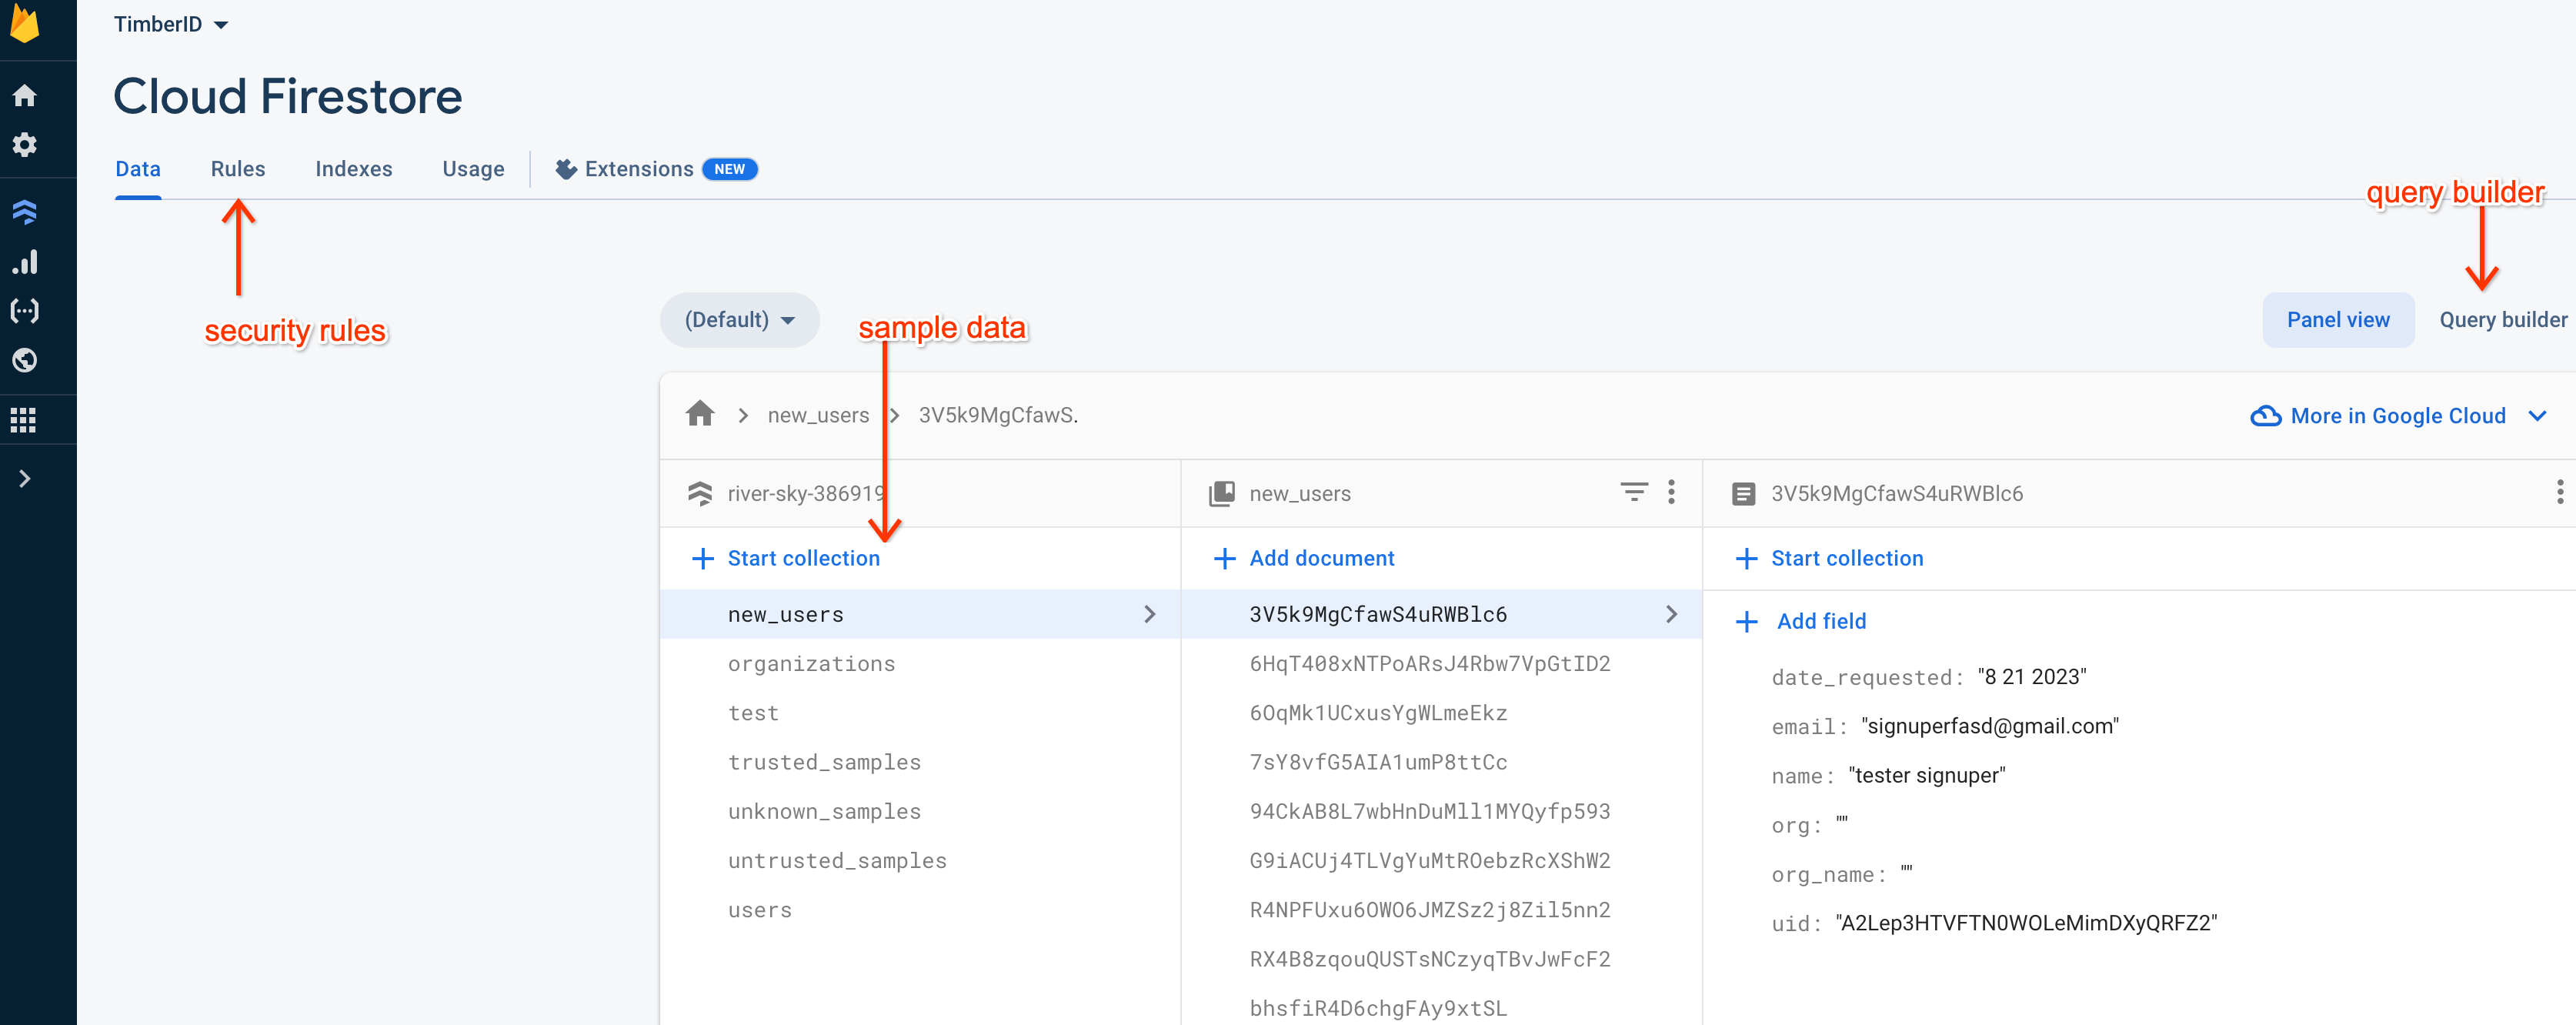 TimberID
Cloud Firestore
Data Rules Indexes Usage Extensions NEW
query builder
security rules
(Default)
sample data
Panel view Query builder
new_users 3V5k9MgCfawS.
More in Google Cloud
river-sky-386919 new_users 3V5k9MgCfawS4uRWBlc6
Start collection Add document Start collection
new_users
organizations
test
trusted_samples
unknown_samples
untrusted_samples
users
3V5k9MgCfawS4uRWBlc6
6HqT408xNTPoARsJ4Rbw7VpGtID2
6OqMk1UCxusYgWLmeEkz
7sY8vfG5AIA1umP8ttCc
94CkAB8L7wbHnDuMll1MYQyfp593
G9iACUj4TLVgYuMtROebzRcXShW2
R4NPFUxu6OWO6JMZSz2j8Zil5nn2
RX4B8zqouQUSTsNCzyqTBvJwFcF2
bhsfiR4D6chgFAy9xtSL
Add field
date_requested: "8 21 2023"
email: "signuperfasd@gmail.com"
name: "tester signuper"
org: ""
org_name: ""
uid: "A2Lep3HTVFTN0WOLeMimDXyQRFZ2"